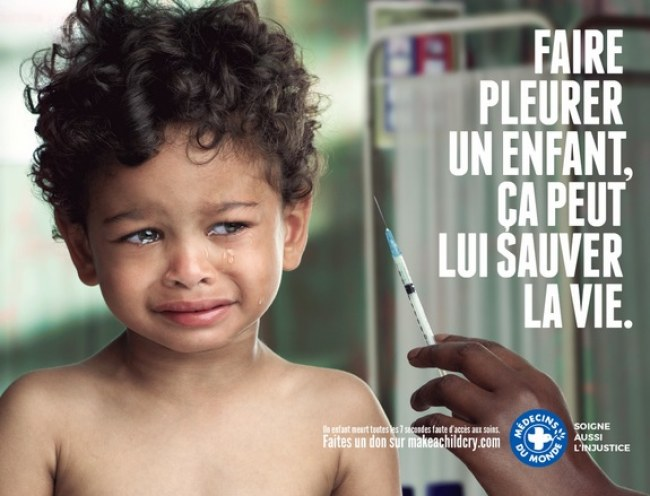 FAIRE
PLEURER
UN ENFANT,
ÇA PEUT
LUI SAUVER
LA VIE.
Un enfant meurt toutes les 7 secondes faute d'accès aux soins.
Faites un don sur makeachildcry.com
MÉDECINS
DU MONDE
SOIGNE
AUSSI
L'INJUSTICE